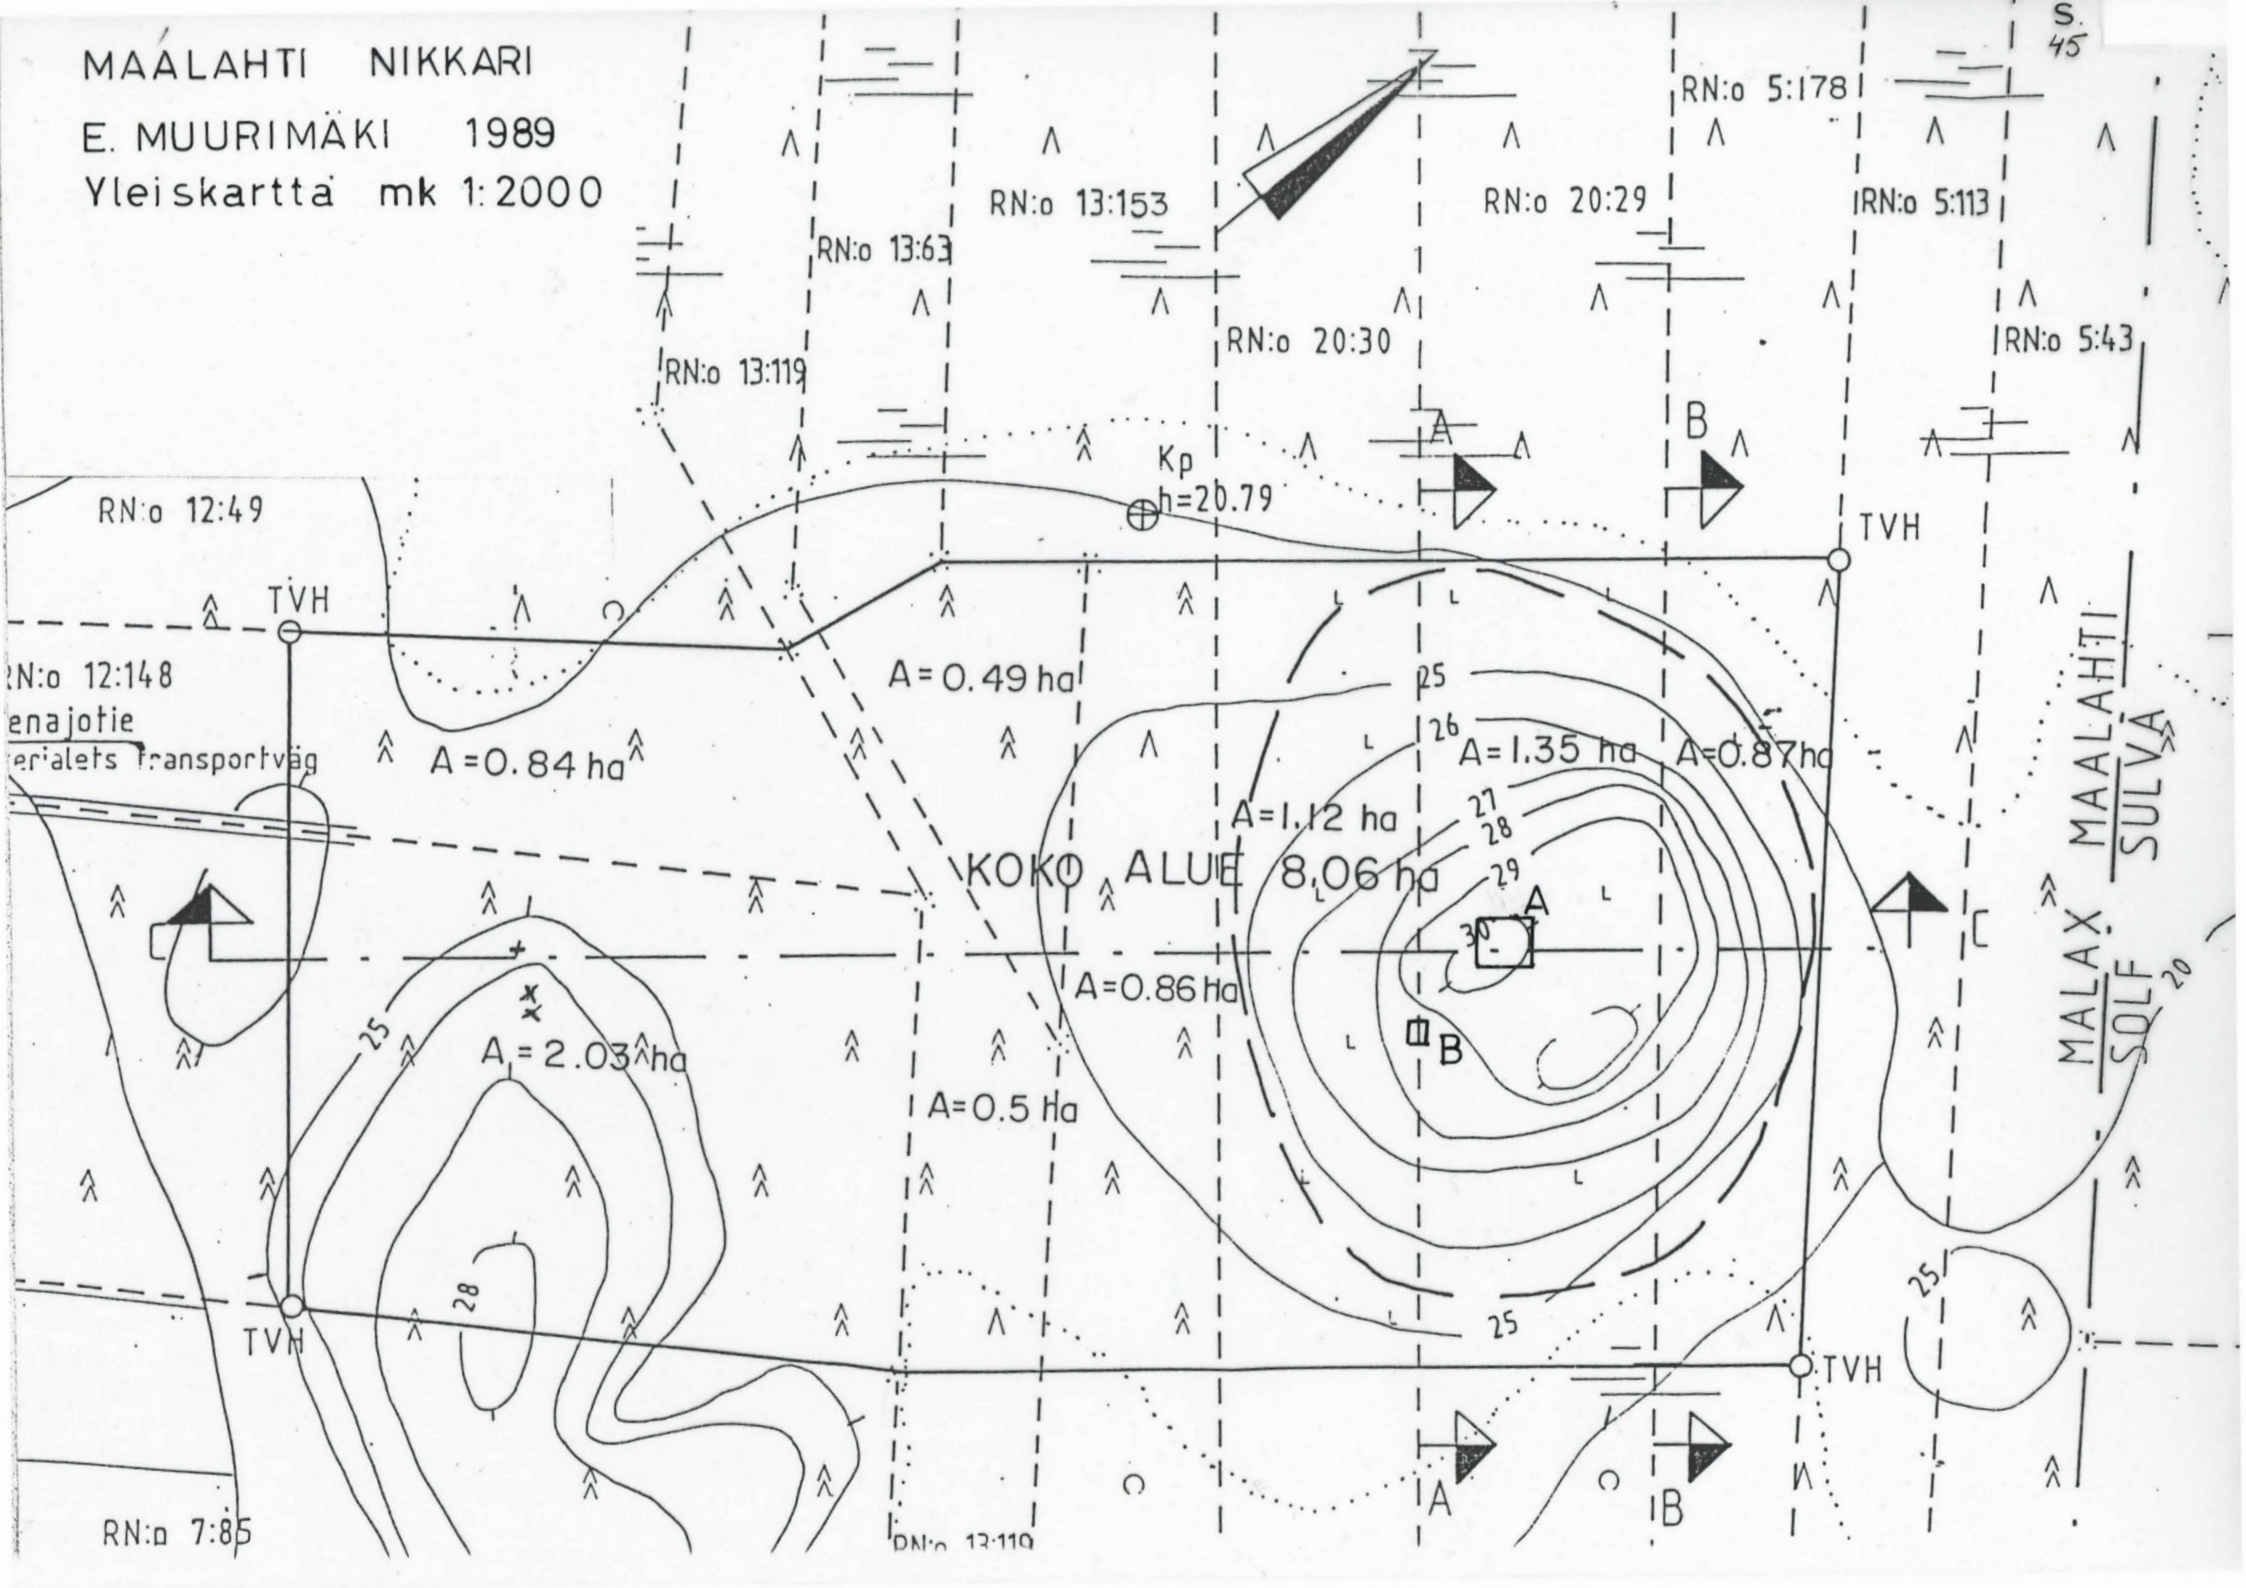 S.
45
MAALAHTI NIKKARI
E. MUURIMÄKI 1989
Yleiskartta mk 1:2000
RN:o 5:178
RN:o 13:153
RN:o 20:29
RN:o 5:113
RN:o 13:63
RN:o 20:30
RN:o 5:43
RN:o 13:119
A
B
Kp
h=20.79
RN:o 12:49
TVH
TVH
C
RN:o 12:148
enajotie
erialets transportväg
A=0.49 ha
25
26
A=0.84 ha
A=1.35 ha
A=0.87 ha
27
A=1.12 ha
28
KOKO ALUE 8,06 ha
29
A
30
C
C
MAALAHTI
SULVA
MALAX
SOLF
20
A=0.86 Ha
25
B
A=2.03 ha
A=0.5 Ha
28
25
25
TVH
TVH
C
C
A
B
RN:o 7:85
RN:o 13:119